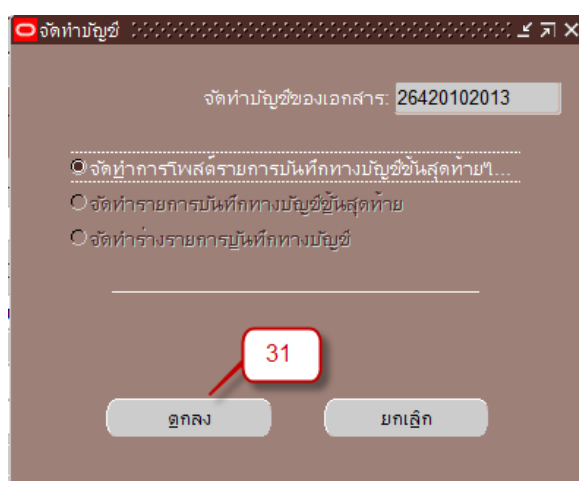 จัดทำบัญชี
จัดทำบัญชีของเอกสาร: 26420102013
จัดทำการโพสต์รายการบันทึกทางบัญชีขั้นสุดท้ายๆ...
จัดทำรายการบันทึกทางบัญชีขั้นสุดท้าย
จัดทำร่างรายการบันทึกทางบัญชี
31
ตกลง ยกเลิก